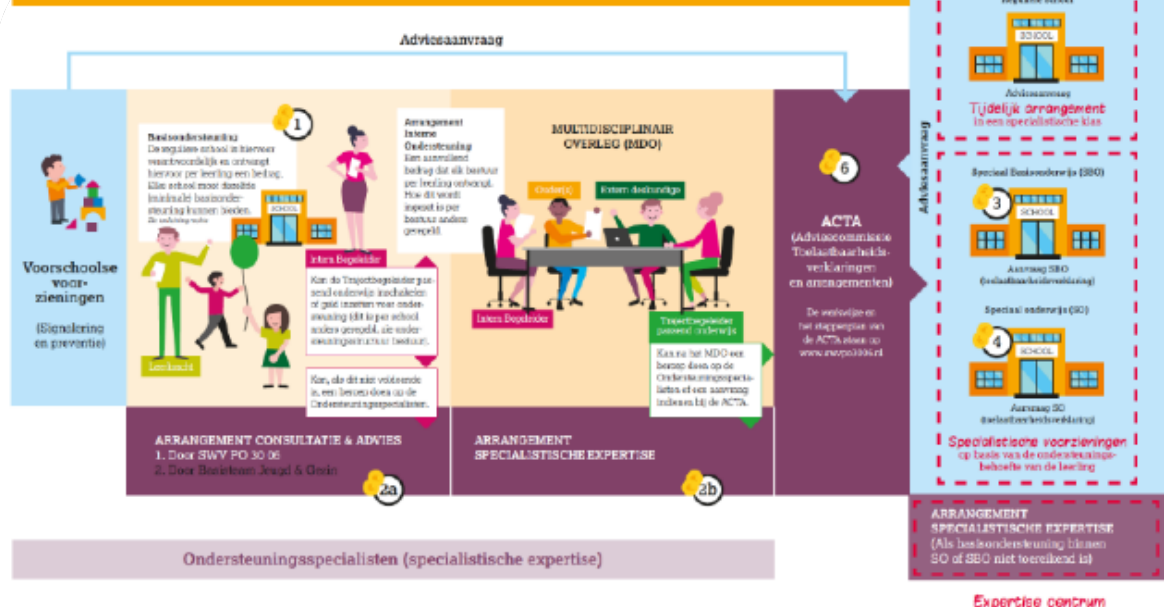 Adviesaanvraag
Voorschoolse
voor-
zieningen
(Signalering
en preventie)
1
Basisondersteuning
De reguliere school is hiervoor
verantwoordelijk en ontvangt
hiervoor per leerling een bedrag.
Elke school moet dezelfde
(minimale) basisonder-
steuning kunnen bieden.
SCHOOL
Leerkracht
Intern Begeleider
Kan de Trajectbegeleider pas-
send onderwijs inschakelen
of geld inzetten voor onder-
steuning (dit is per school
anders geregeld, zie onder-
steuningsstructuur bestuur).
Kan, als dit niet voldoende
is, een beroep doen op de
Ondersteuningsspecialisten.
Arrangement
Interne
Ondersteuning
Een aanvullend
bedrag dat elk bestuur
per leerling ontvangt.
Hoe dit wordt
ingezet is per
bestuur anders
geregeld.
MULTIDISCIPLINAIR
OVERLEG (MDO)
Ouder(s)
Extern deskundige
Intern Begeleider
Trajectbegeleider
passend onderwijs
Kan na het MDO een
beroep doen op de
Ondersteuningsspecia-
listen of een aanvraag
indienen bij de ACTA.
6
ACTA
(Adviescommissie
Toelaatbaarheids-
verklaringen
en arrangementen)
De werkwijze en
het stappenplan van
de ACTA staan op
www.swvpo3006.nl
ARRANGEMENT CONSULTATIE & ADVIES
1. Door SWV PO 30 06
2. Door Basisteam Jeugd & Gezin
2a
ARRANGEMENT
SPECIALISTISCHE EXPERTISE
2b
Ondersteuningsspecialisten (specialistische expertise)
Adviesaanvraag
SCHOOL
Adviesaanvraag
Tijdelijk arrangement
in een specialistische klas
Speciaal Basisonderwijs (SBO)
3
SCHOOL
Aanvraag SBO
(toelaatbaarheidsverklaring)
Speciaal onderwijs (SO)
4
SCHOOL
Aanvraag SO
(toelaatbaarheidsverklaring)
Specialistische voorzieningen
op basis van de ondersteunings-
behoefte van de leerling
ARRANGEMENT
SPECIALISTISCHE EXPERTISE
(Als basisondersteuning binnen
SO of SBO niet toereikend is)
Expertise centrum